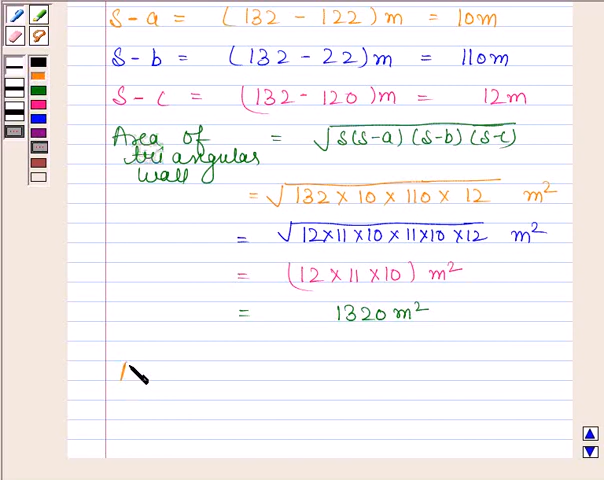 S - a = (132 - 122)m = 10m
S - b = (132 - 22)m = 110m
S - c = (132 - 120)m = 12m
Area of triangular wall = √S(S-a)(S-b)(S-c)
= √132 × 10 × 110 × 12 m²
= √12×11×10×11×10×12 m²
= (12 × 11 × 10) m²
= 1320 m²